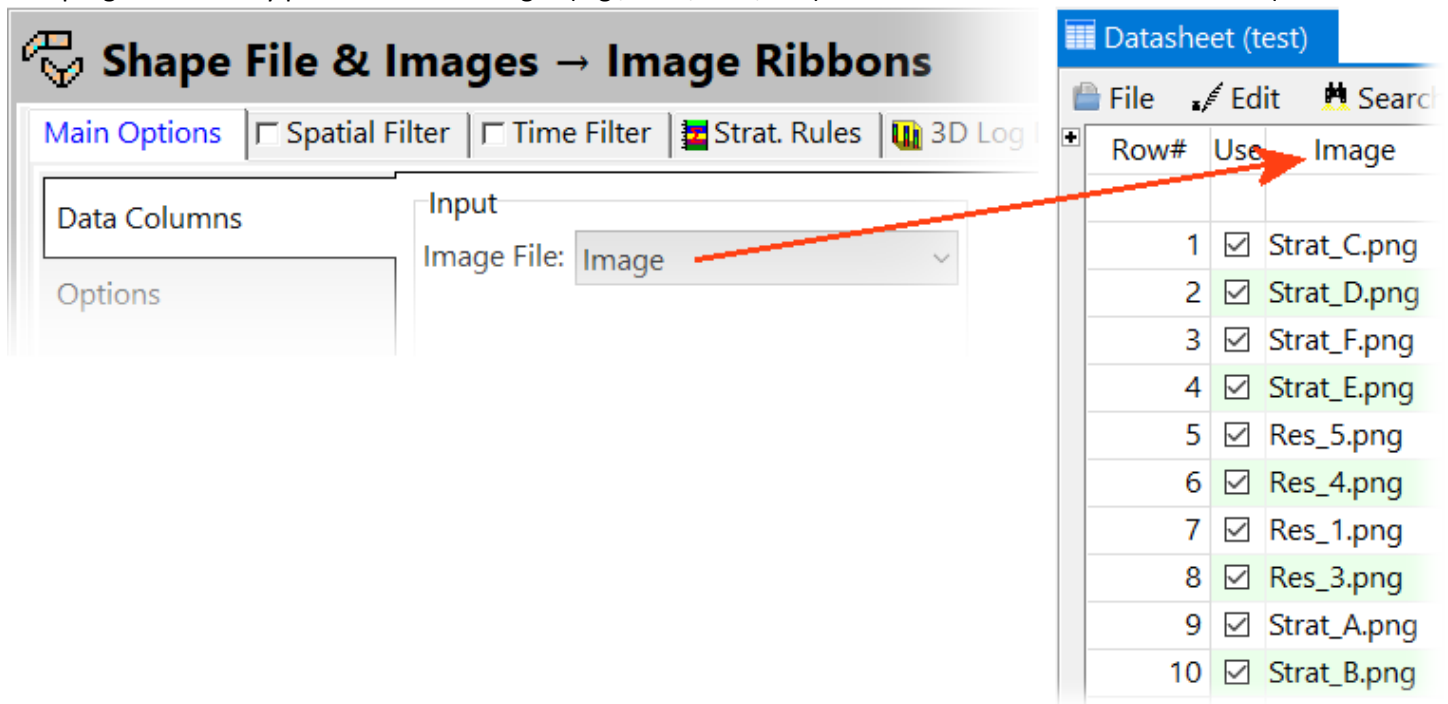 Shape File & Images → Image Ribbons
Main Options Spatial Filter Time Filter Strat. Rules 3D Log
Data Columns
Options
Input
Image File: Image
Datasheet (test)
File Edit Searc
Row# Use Image
1 Strat_C.png
2 Strat_D.png
3 Strat_F.png
4 Strat_E.png
5 Res_5.png
6 Res_4.png
7 Res_1.png
8 Res_3.png
9 Strat_A.png
10 Strat_B.png